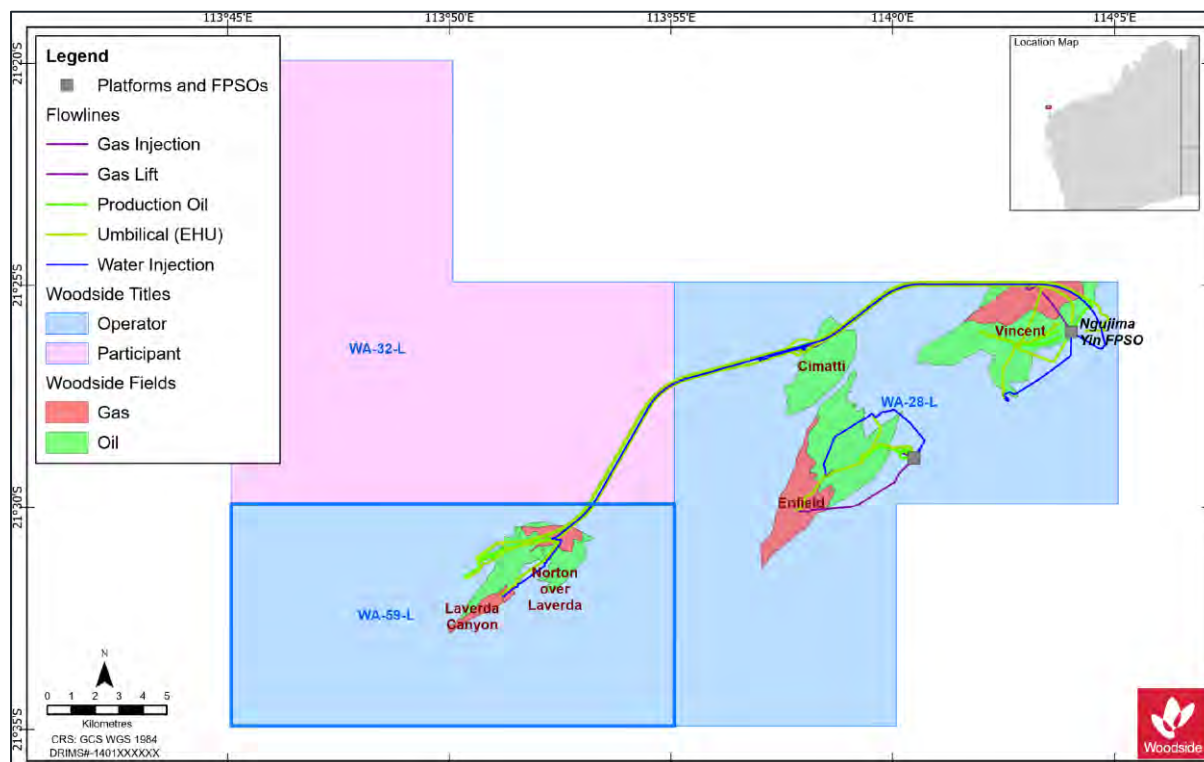 113°45'E 113°50'E 113°55'E 114°0'E 114°5'E
21°20'S
21°25'S
21°30'S
21°35'S
Legend
Platforms and FPSOs
Flowlines
Gas Injection
Gas Lift
Production Oil
Umbilical (EHU)
Water Injection
Woodside Titles
Operator
Participant
Woodside Fields
Gas
Oil
Location Map
WA-32-L
Vincent
Ngujima
Yin FPSO
Cimatti
WA-28-L
Enfield
Norton
over
Laverda
Laverda
Canyon
WA-59-L
N
0 1 2 3 4 5
Kilometres
CRS: GCS WGS 1984
DRIMS#-1401XXXXXX
Woodside